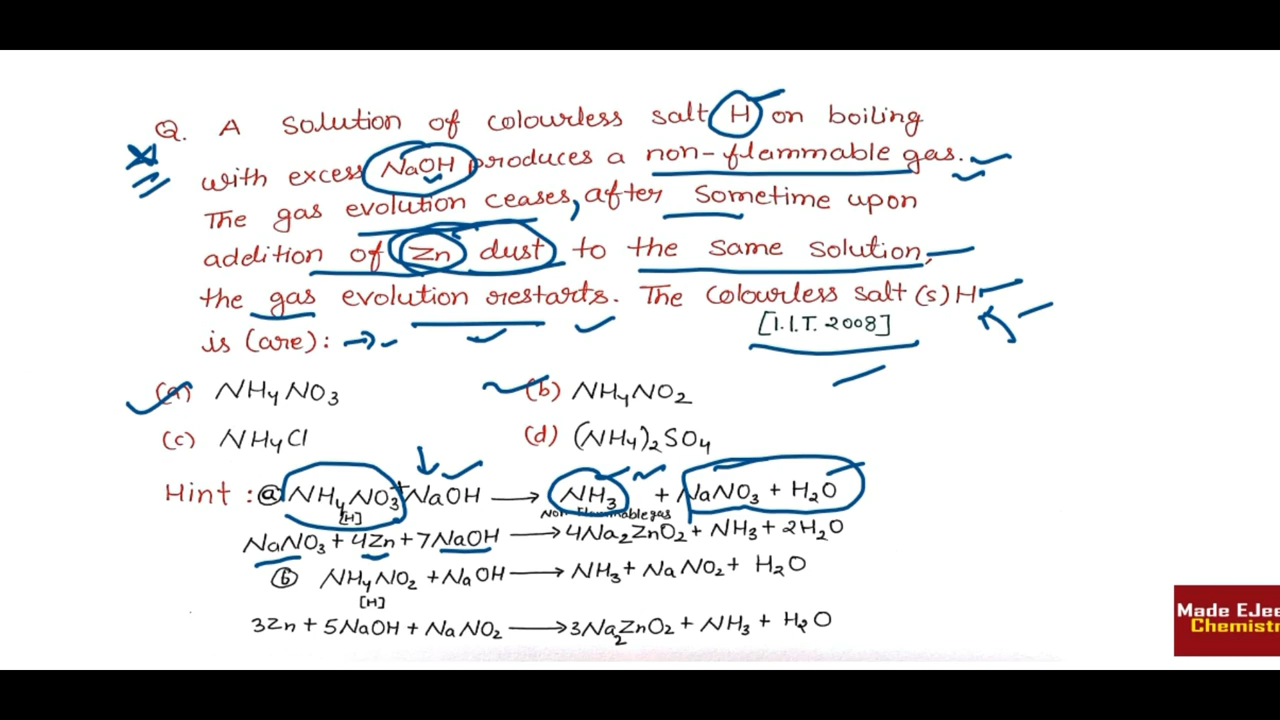 Q. A solution of colourless salt H on boiling
with excess NaOH produces a non-flammable gas.
The gas evolution ceases, after Sometime upon
addition of Zn dust to the same solution,
the gas evolution restarts. The Colourless salt (s) H
is (are):
[I.I.T. 2008]
(a) NH4NO3 (b) NH4NO2
(c) NH4Cl (d) (NH4)2SO4
Hint : (a) NH4NO3 + NaOH → NH3 + NaNO3 + H2O
[H] Non-flammable gas
NaNO3 + 4Zn + 7NaOH → 4Na2ZnO2 + NH3 + 2H2O
(b) NH4NO2 + NaOH → NH3 + NaNO2 + H2O
[H]
3Zn + 5NaOH + NaNO2 → 3Na2ZnO2 + NH3 + H2O
Made EJee
Chemistr